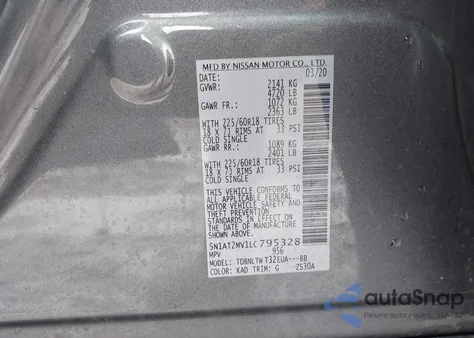 MFD BY NISSAN MOTOR CO., LTD.
DATE: 03/20
GVWR: 2141 KG
4720 LB
GAWR FR.: 1072 KG
2363 LB
WITH 225/60R18 TIRES
18 x 7J RIMS AT 33 PSI
COLD SINGLE
GAWR RR.: 1089 KG
2401 LB
WITH 225/60R18 TIRES
18 x 7J RIMS AT 33 PSI
COLD SINGLE
THIS VEHICLE CONFORMS TO
ALL APPLICABLE FEDERAL
MOTOR VEHICLE SAFETY AND
THEFT PREVENTION
STANDARDS IN EFFECT ON
THE DATE OF MANUFACTURE
SHOWN ABOVE.
5N1AT2MV1LC795328
MPV 956
MODEL: TDBNLTW T32EUA---BB
COLOR: KAD TRIM: G ZS30A
autoSnap